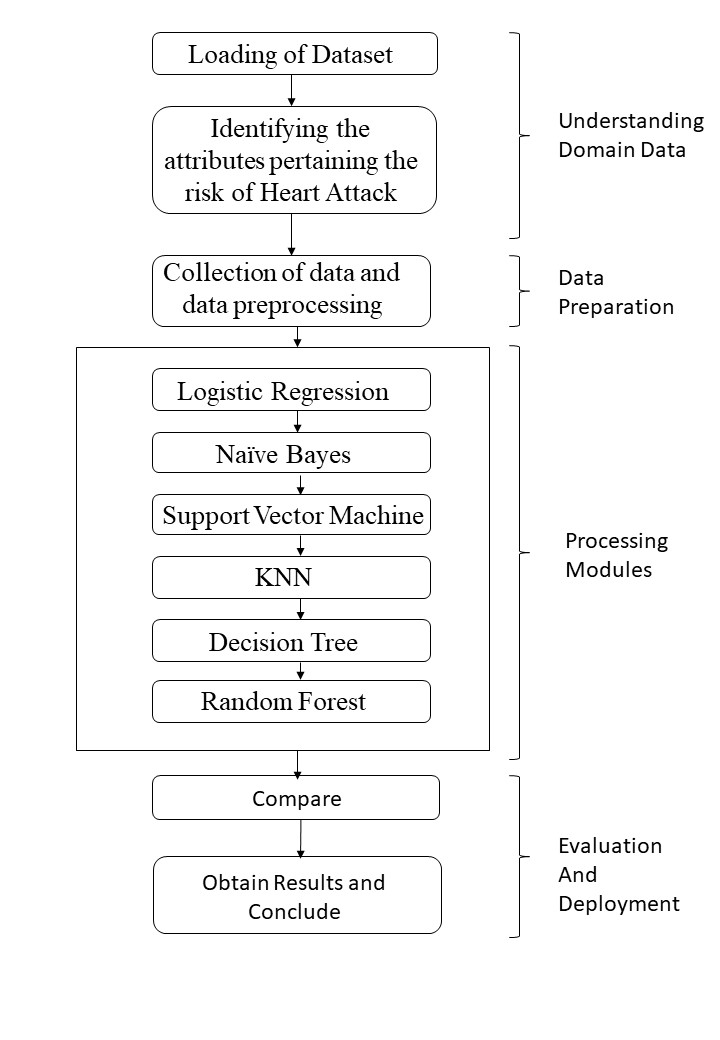 Loading of Dataset
Identifying the
attributes pertaining the
risk of Heart Attack
Understanding
Domain Data
Collection of data and
data preprocessing
Data
Preparation
Logistic Regression
Naïve Bayes
Support Vector Machine
KNN
Decision Tree
Random Forest
Processing
Modules
Compare
Obtain Results and
Conclude
Evaluation
And
Deployment